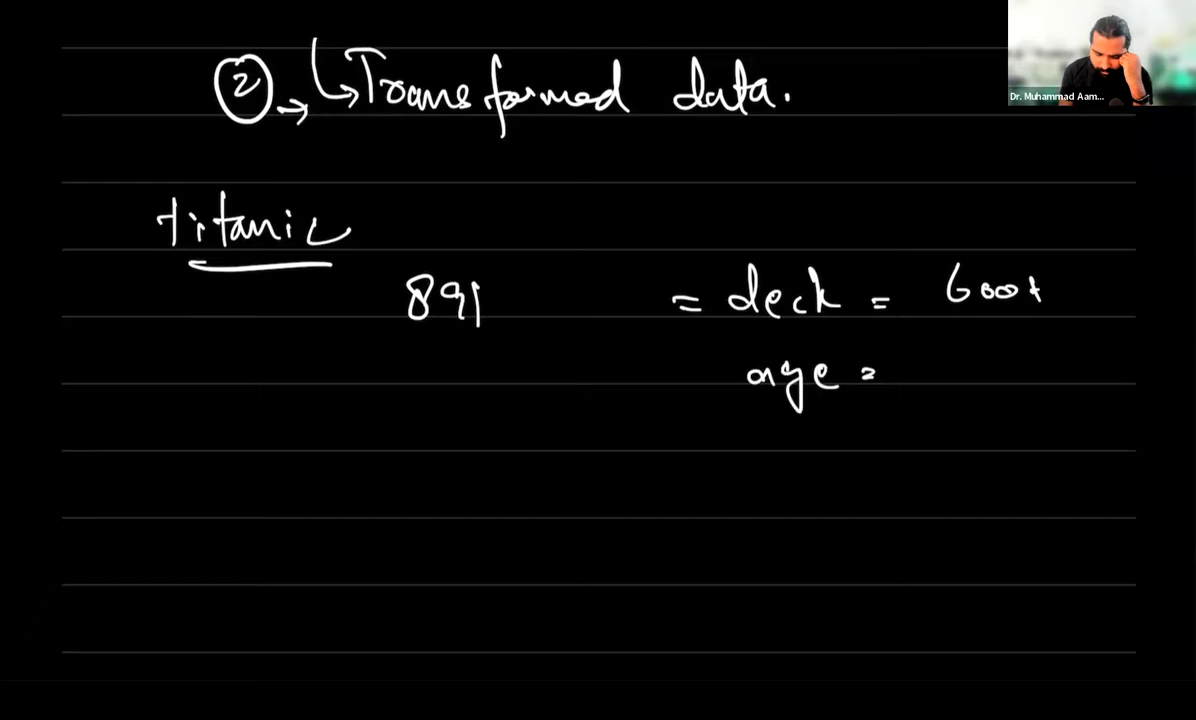 ② → ↳ Transformed data.
Dr. Muhammad Aam...
titanic
891 = deck = 600+
age =